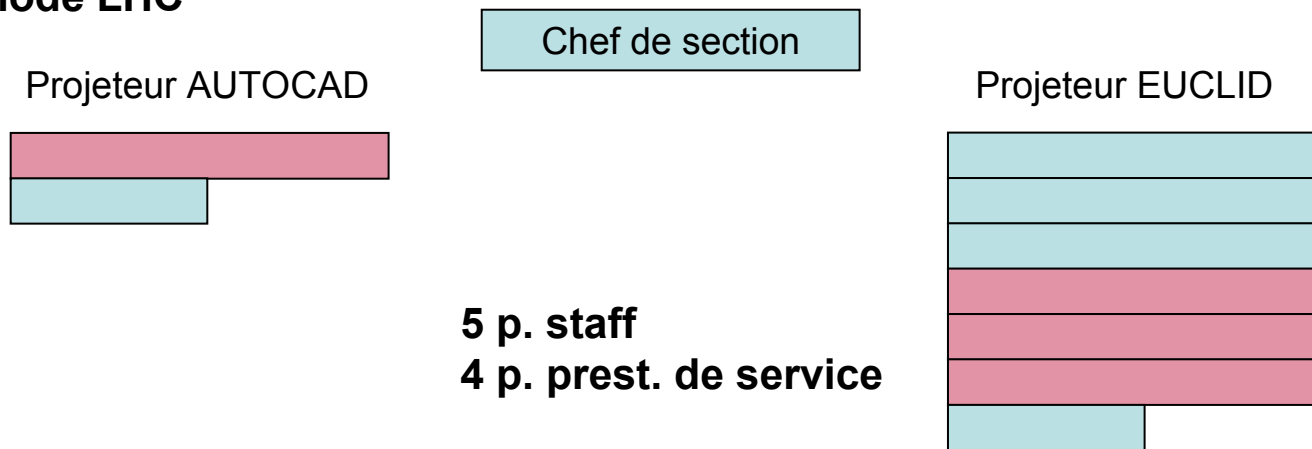 Chef de section
Projeteur AUTOCAD
Projeteur EUCLID
5 p. staff
4 p. prest. de service